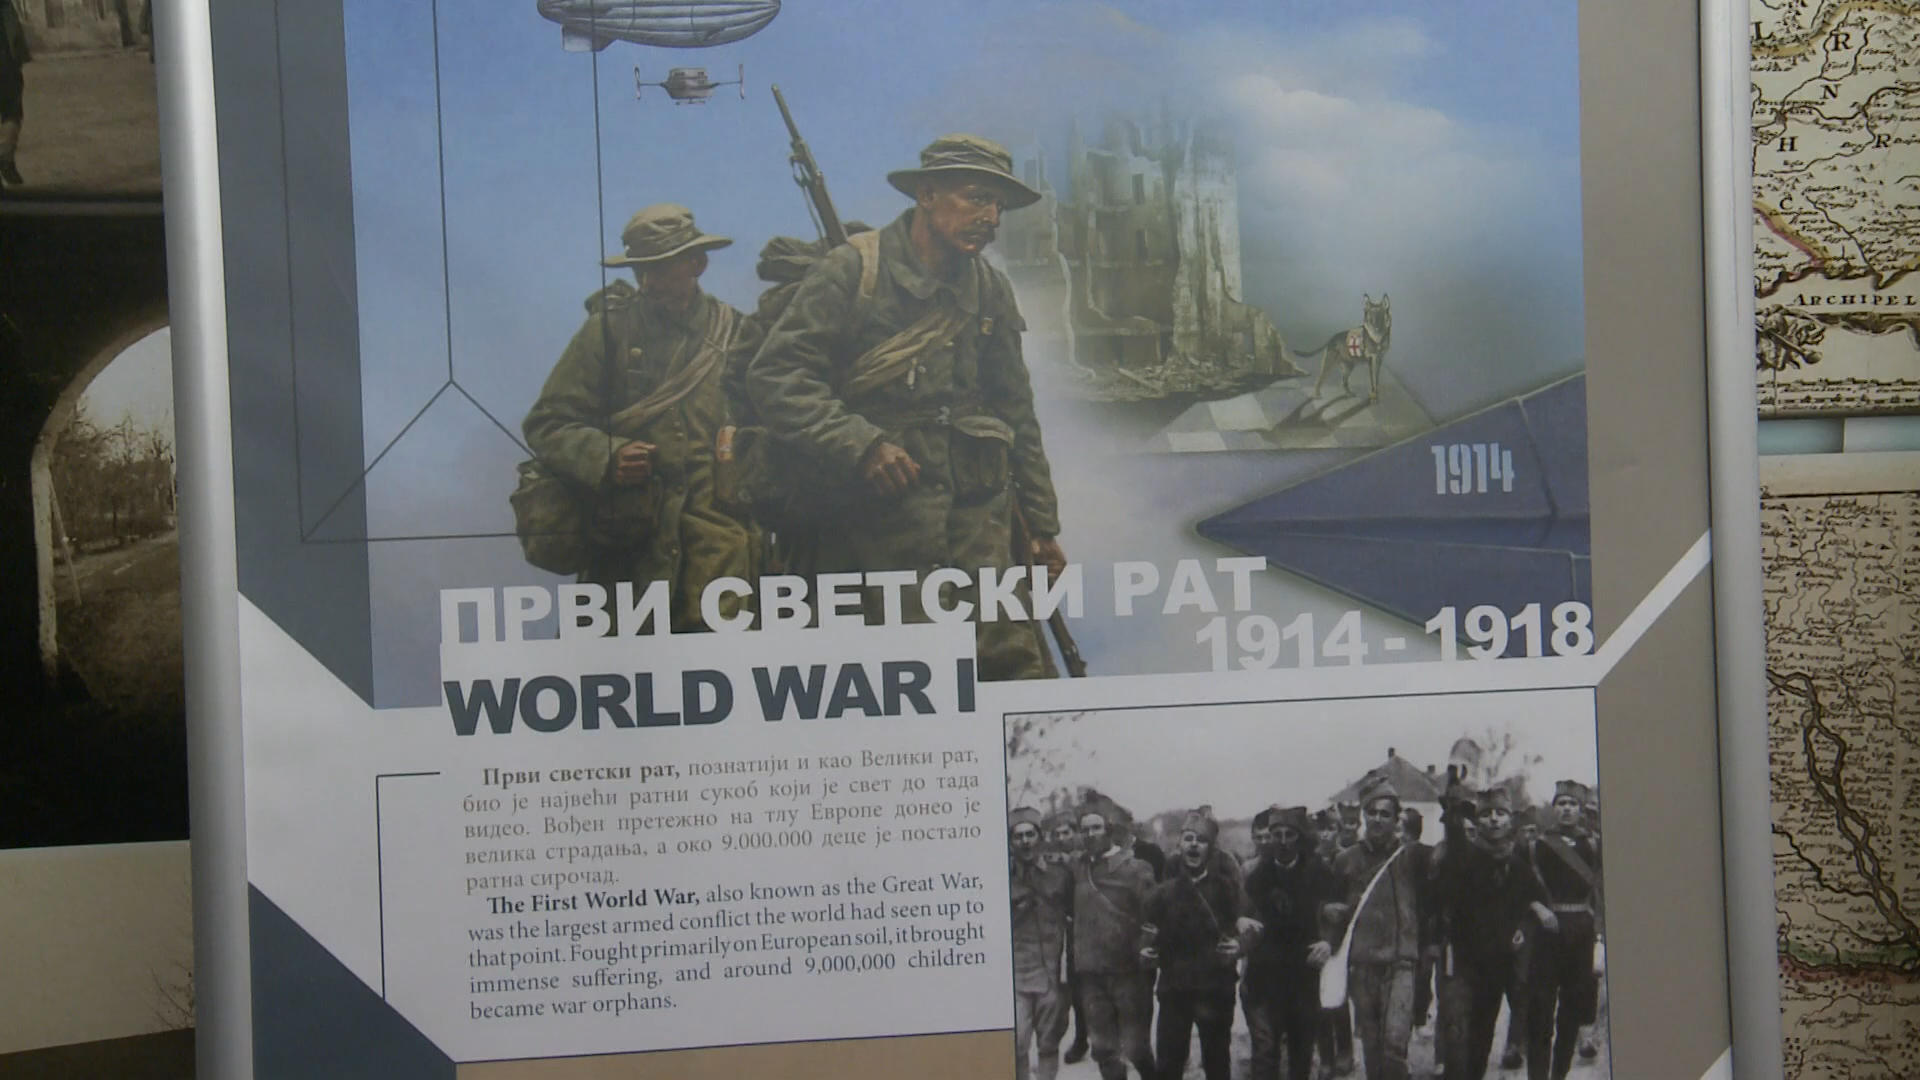 1914
ПРВИ СВЕТСКИ РАТ
1914 - 1918
WORLD WAR I
Први светски рат, познатији и као Велики рат,
био је највећи ратни сукоб који је свет до тада
видео. Вођен претежно на тлу Европе донео је
велика страдања, а око 9.000.000 деце је постало
ратна сирочад.
The First World War, also known as the Great War,
was the largest armed conflict the world had seen up to
that point. Fought primarily on European soil, it brought
immense suffering, and around 9,000,000 children
became war orphans.
L R
N
H R
C
ARCHIPEL